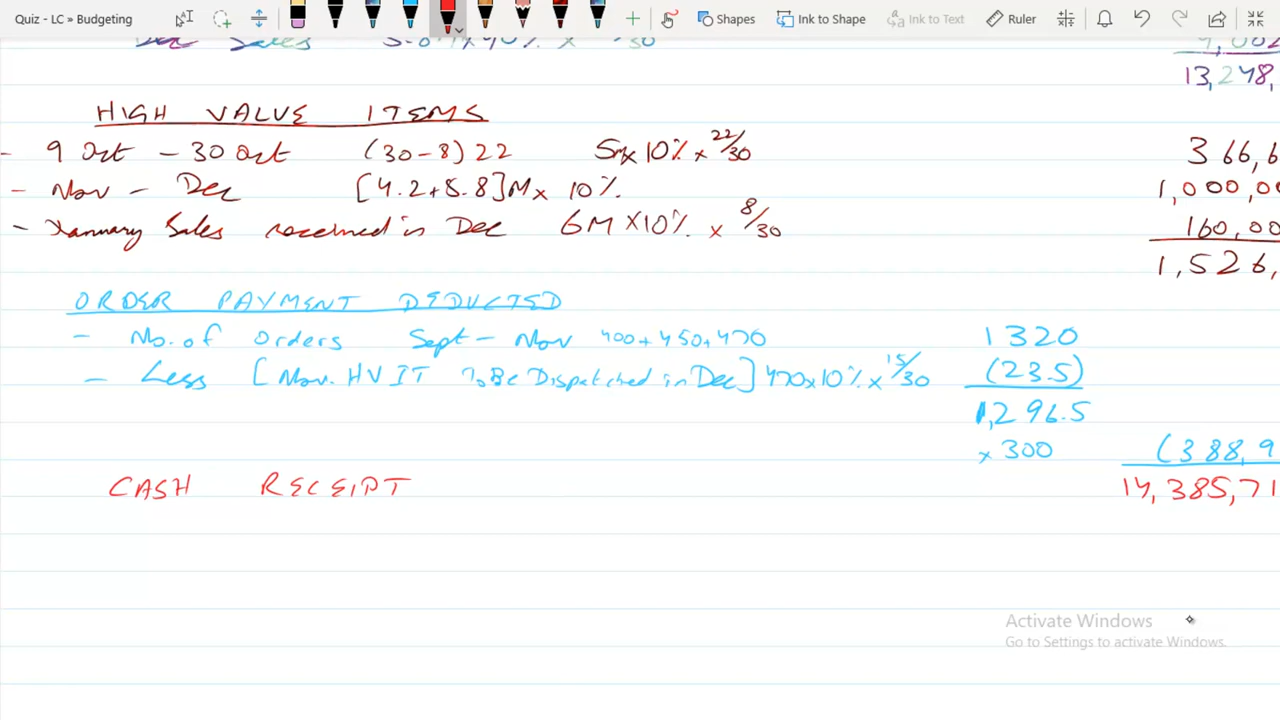 Quiz - LC » Budgeting
Shapes Ink to Shape Ink to Text Ruler
Dec Sales
13,248,
HIGH VALUE ITEMS
- 9 Oct - 30 Oct (30-8) 22 5m x 10% x 22/30 366,6
- Nov - Dec [4.2+5.8]M x 10% 1,000,00
- January Sales received in Dec 6M x 10% x 8/30 160,00
1,526,
ORDER PAYMENT DEDUCTED
- No. of Orders Sept - Nov 400+450+470 1320
- Less [Nov. HVIT To Be Dispatched in Dec] 470x10% x 15/30 (23.5)
1,296.5
x 300 (388,9
CASH RECEIPT 14,385,71
Activate Windows
Go to Settings to activate Windows.